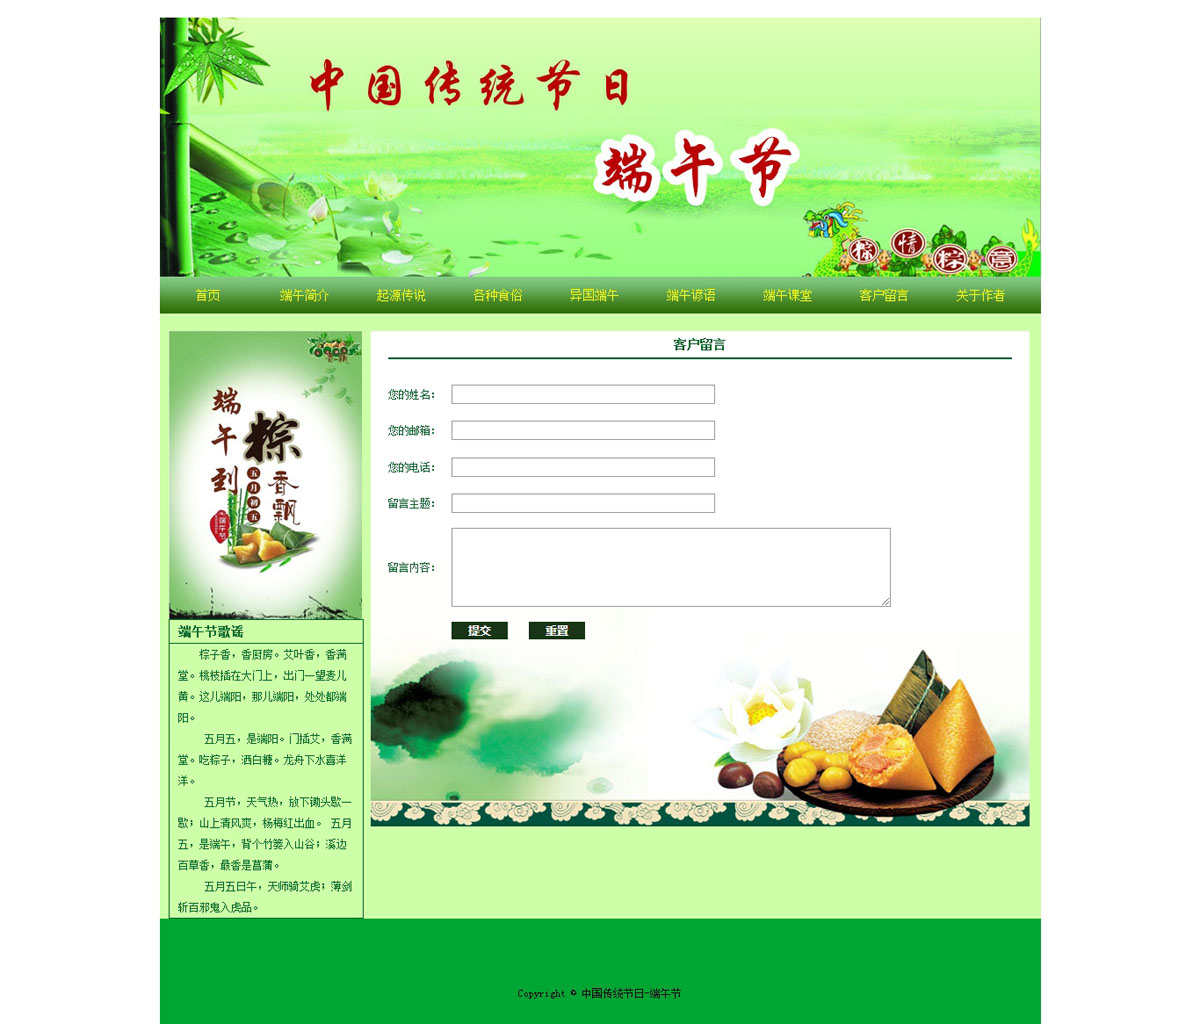 中国传统节日
端午节
粽情粽意
首页 端午简介 起源传说 各种食俗 异国端午 端午谚语 端午课堂 客户留言 关于作者
端午到
粽香飘
五月初五
端午节
端午节歌谣
粽子香，香厨房。艾叶香，香满
堂。桃枝插在大门上，出门一望麦儿
黄。这儿端阳，那儿端阳，处处都端
阳。
五月五，是端阳。门插艾，香满
堂。吃粽子，洒白糖。龙舟下水喜洋
洋。
五月节，天气热，放下锄头歇一
歇；山上清风爽，杨梅红出血。 五月
五，是端午，背个竹篓入山谷；溪边
百草香，最香是菖蒲。
五月五日午，天师骑艾虎；薄剑
斩百邪鬼入虎品。
客户留言
您的姓名：
您的邮箱：
您的电话：
留言主题：
留言内容：
提交 重置
Copyright © 中国传统节日-端午节